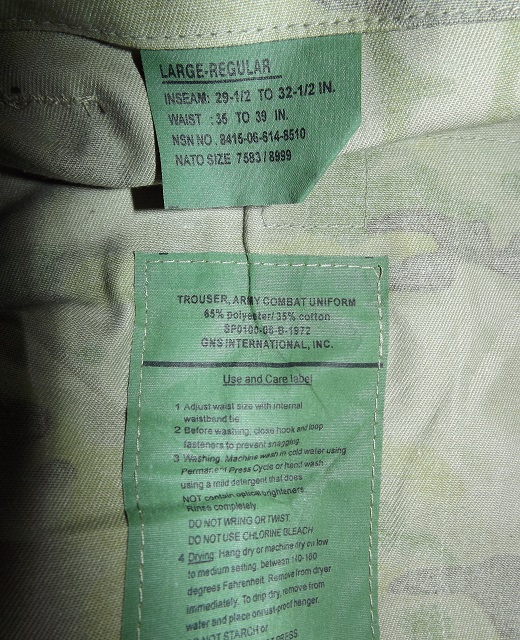 LARGE-REGULAR
INSEAM: 29-1/2 TO 32-1/2 IN.
WAIST : 35 TO 39 IN.
NSN NO. 8415-06-614-8510
NATO SIZE 7583 / 8999
TROUSER, ARMY COMBAT UNIFORM
65% polyester/ 35% cotton
SP0100-06-B-1972
GNS INTERNATIONAL, INC.
Use and Care label
1 Adjust waist size with internal
waistband tie.
2 Before washing, close hook and loop
fasteners to prevent snagging.
3 Washing: Machine wash in cold water using
Permanent Press Cycle or hand wash
using a mild detergent that does
NOT contain optical brighteners.
Rinse completely
DO NOT WRING OR TWIST.
DO NOT USE CHLORINE BLEACH
4 Drying: Hang dry or machine dry on low
to medium setting, between
degrees Fahrenheit. Remove from dryer
immediately. To drip dry, remove from
water and place on rust-proof hanger.
DO NOT STARCH or
PRESS